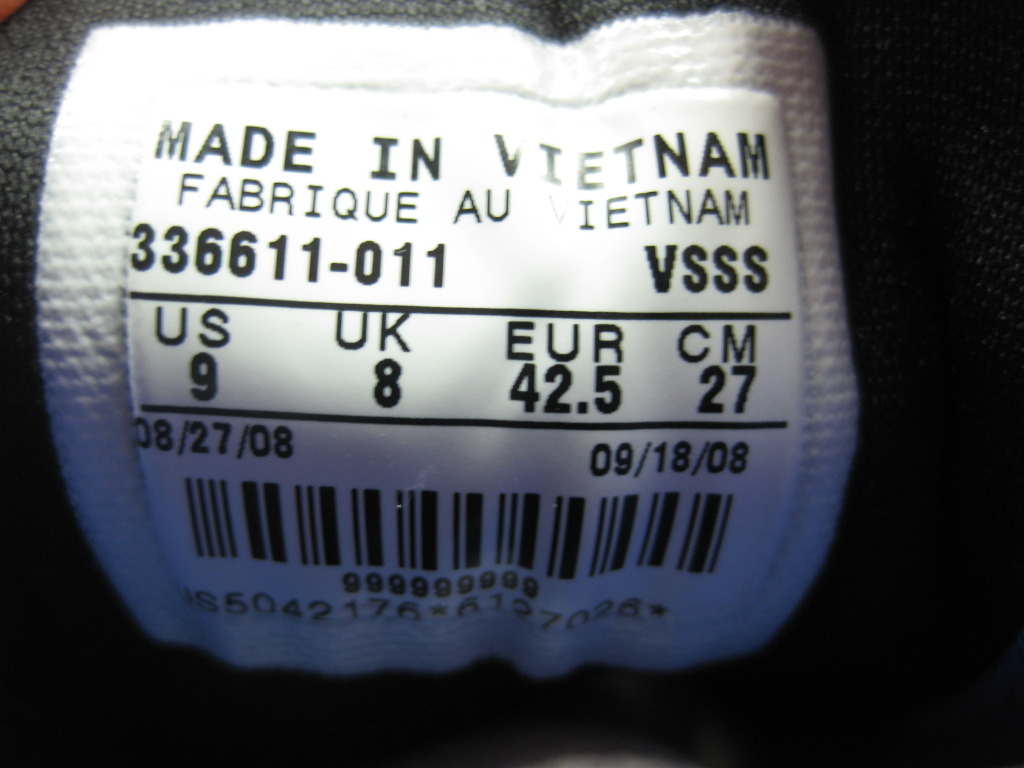 MADE IN VIETNAM
FABRIQUE AU VIETNAM
336611-011 VSSS
US UK EUR CM
9 8 42.5 27
08/27/08 09/18/08
999999999